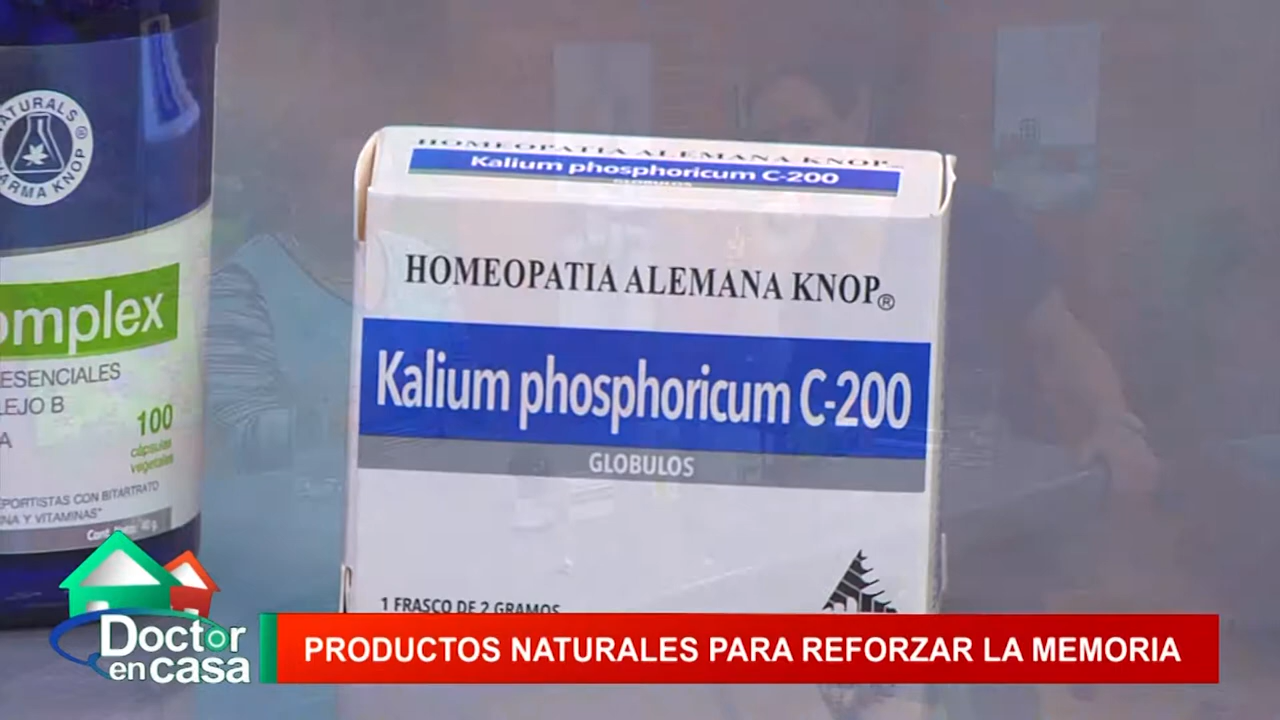 NATURALS
PHARMA KNOP
®
omplex
ESENCIALES
LEJO B
A
100
cápsulas
vegetales
PORTISTAS CON BITARTRATO
NA Y VITAMINAS*
HOMEOPATIA ALEMANA KNOP
Kalium phosphoricum C-200
GLOBULOS
HOMEOPATIA ALEMANA KNOP®
Kalium phosphoricum C-200
GLOBULOS
1 FRASCO DE 2 GRAMOS
Doctor
en casa
PRODUCTOS NATURALES PARA REFORZAR LA MEMORIA